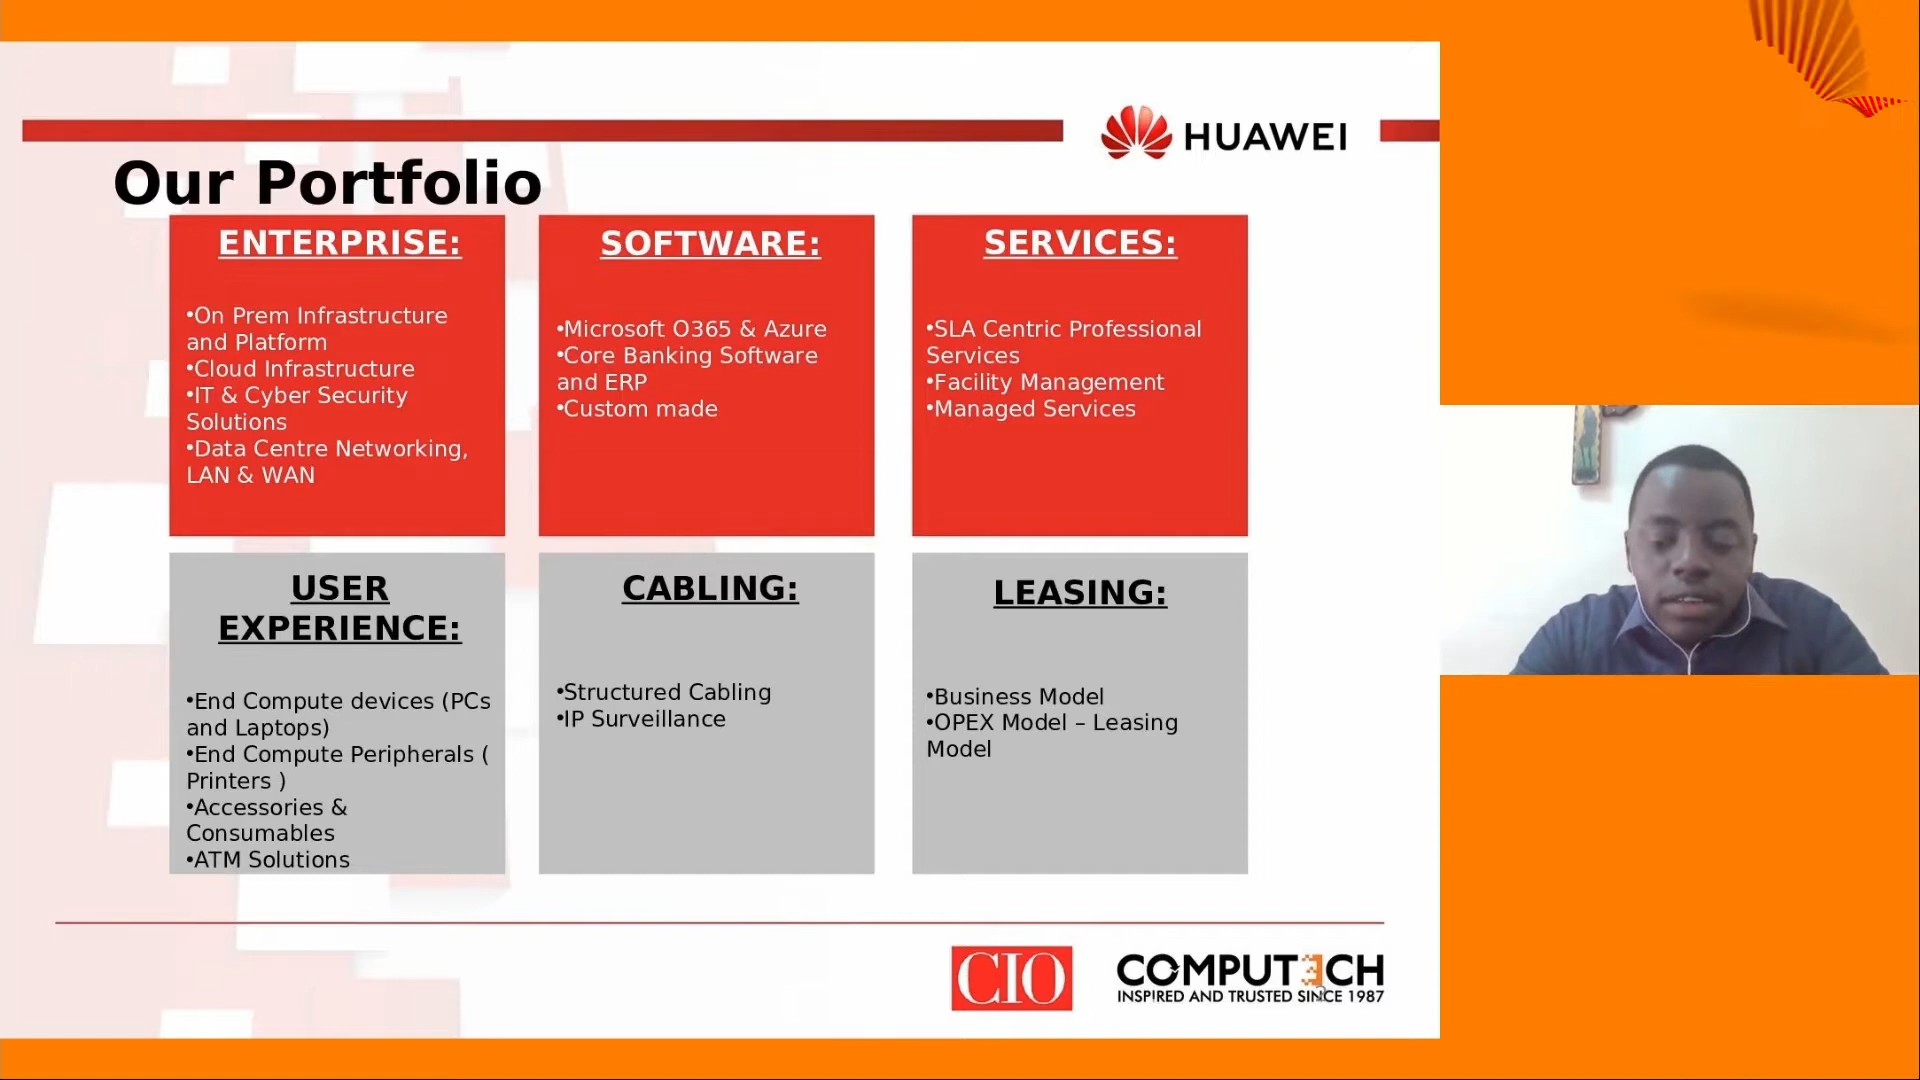 HUAWEI
Our Portfolio
ENTERPRISE:
•On Prem Infrastructure
and Platform
•Cloud Infrastructure
•IT & Cyber Security
Solutions
•Data Centre Networking,
LAN & WAN
SOFTWARE:
•Microsoft O365 & Azure
•Core Banking Software
and ERP
•Custom made
SERVICES:
•SLA Centric Professional
Services
•Facility Management
•Managed Services
USER
EXPERIENCE:
•End Compute devices (PCs
and Laptops)
•End Compute Peripherals (
Printers )
•Accessories &
Consumables
•ATM Solutions
CABLING:
•Structured Cabling
•IP Surveillance
LEASING:
•Business Model
•OPEX Model – Leasing
Model
CIO
COMPUTECH
INSPIRED AND TRUSTED SINCE 1987